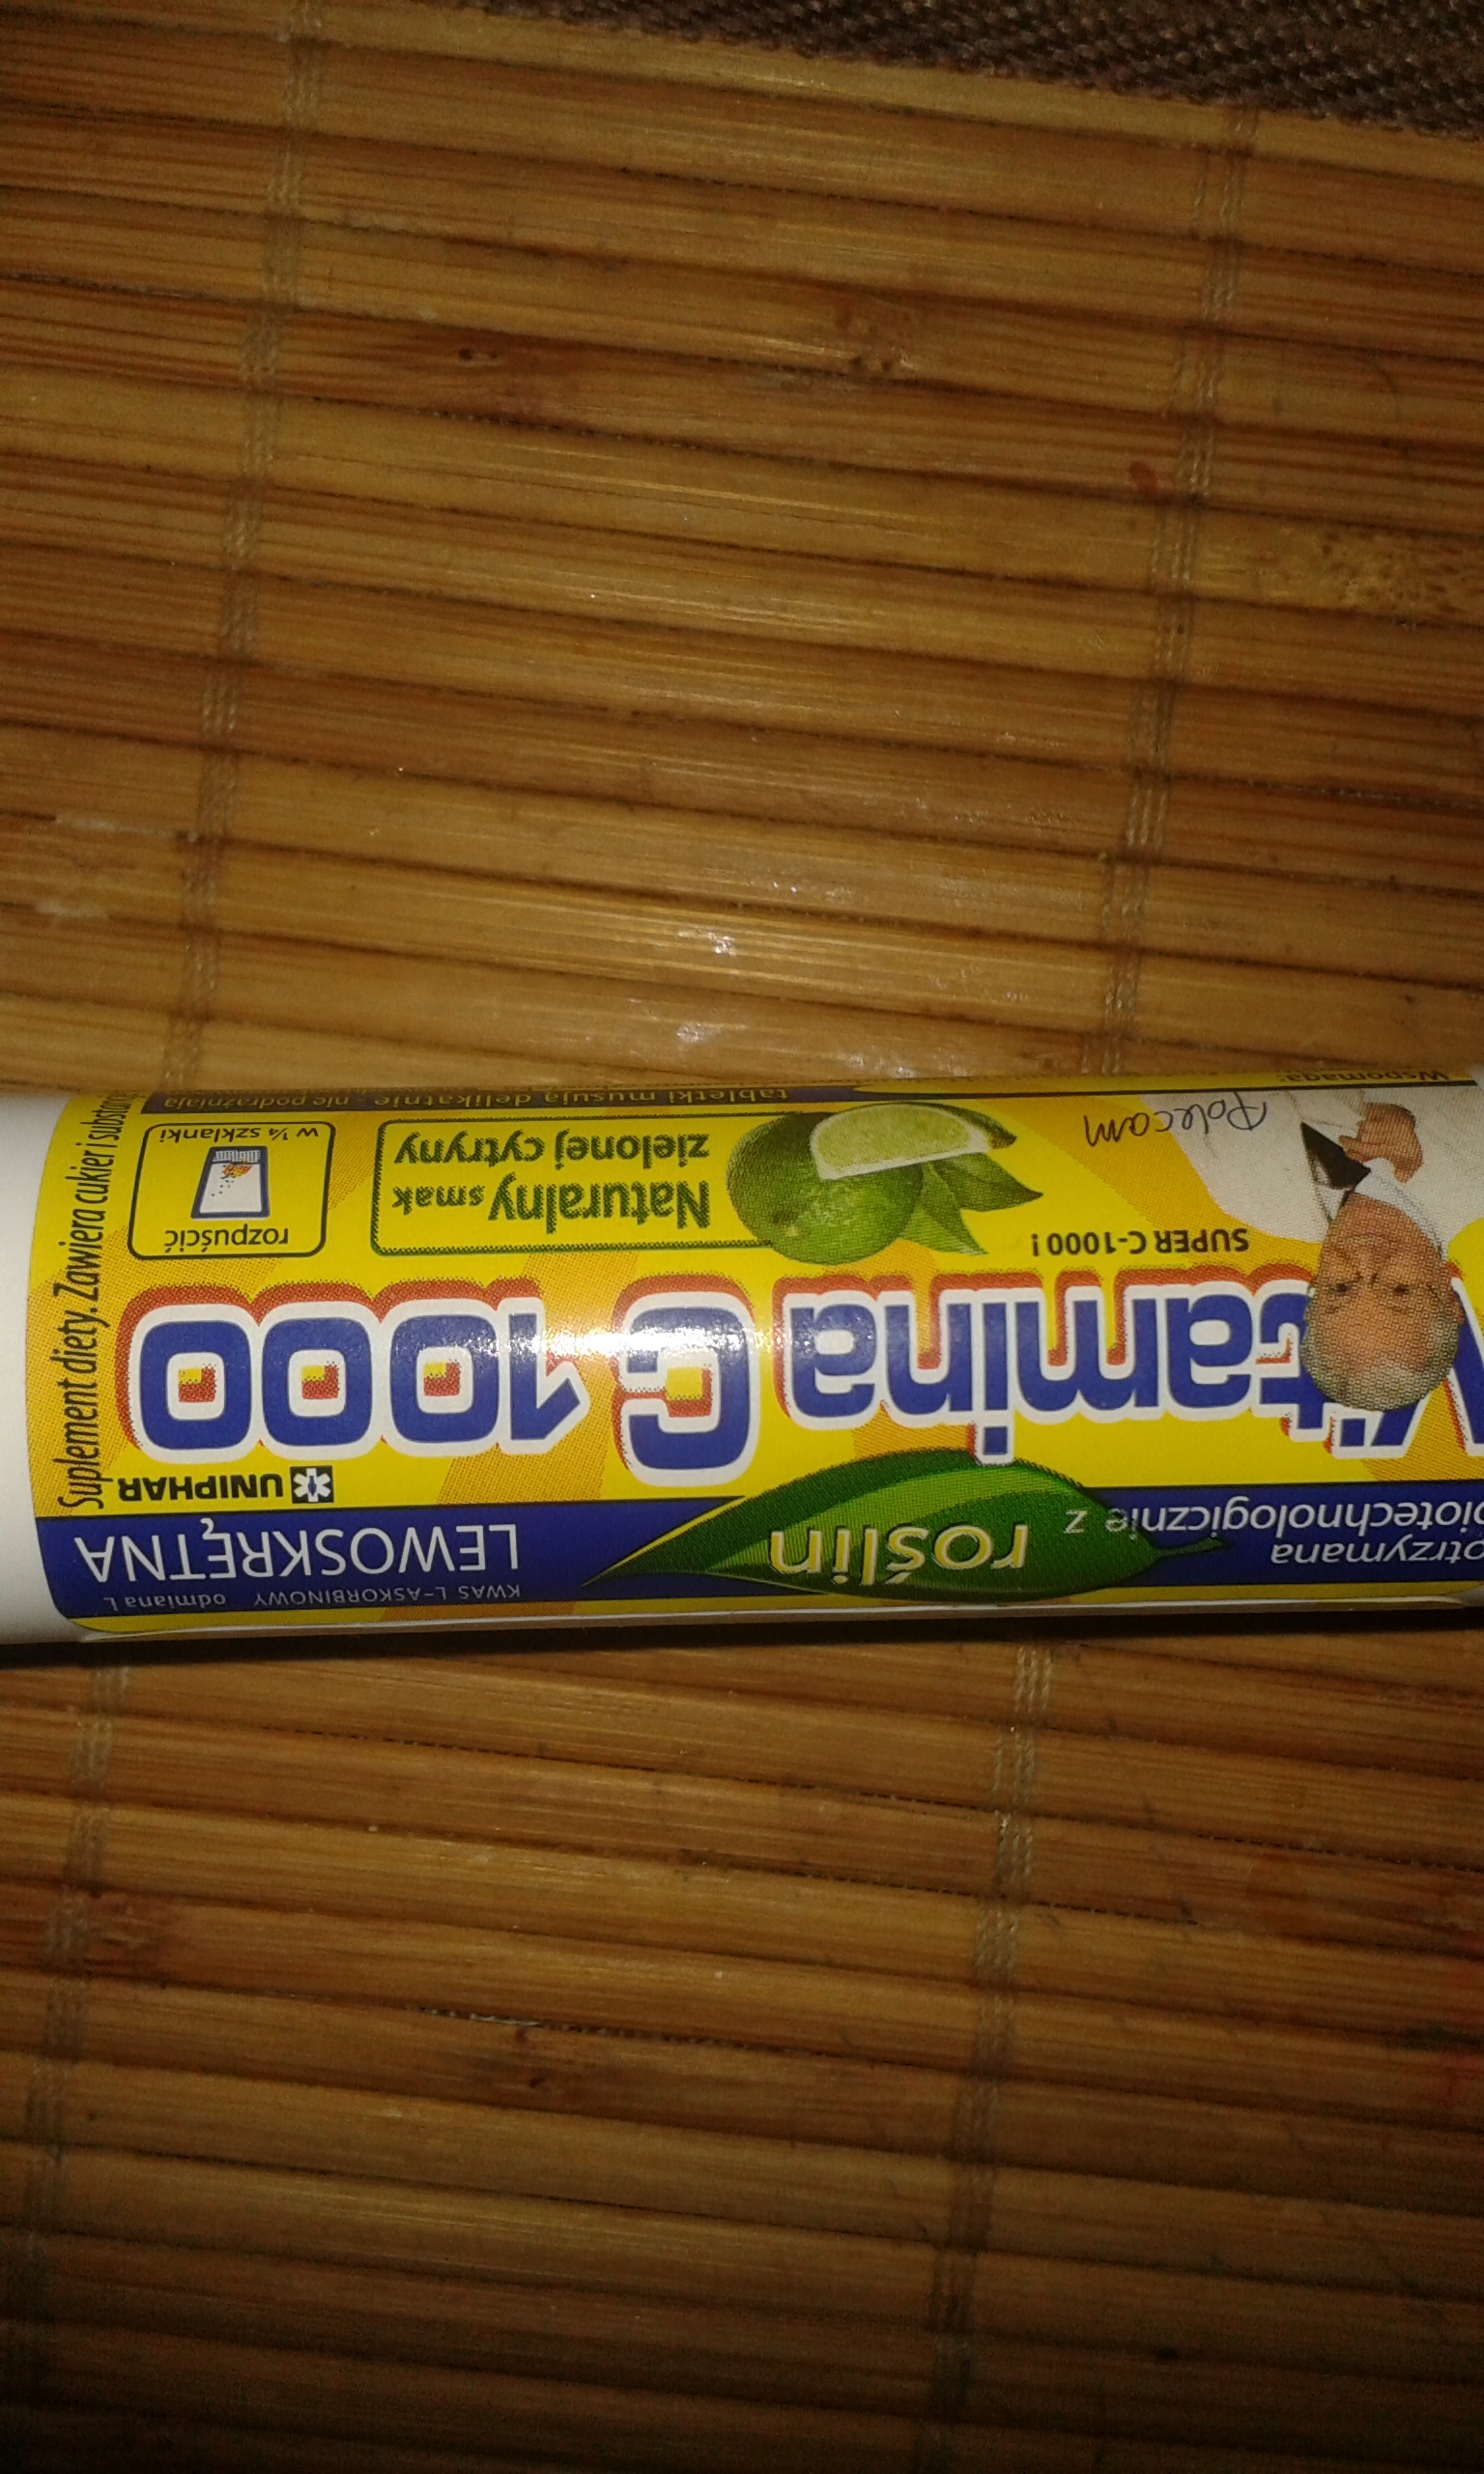 KWAS L-ASKORBINOWY odmiana L
otrzymana
biotechnologicznie z
roślin
LEWOSKRĘTNA
UNIPHAR
Vitamina C 1000
SUPER C-1000 !
Polecam
Naturalny smak
zielonej cytryny
rozpuścić
w ¼ szklanki
Wspomaga:
tabletki musują delikatnie - nie podrażniają
Suplement diety. Zawiera cukier i